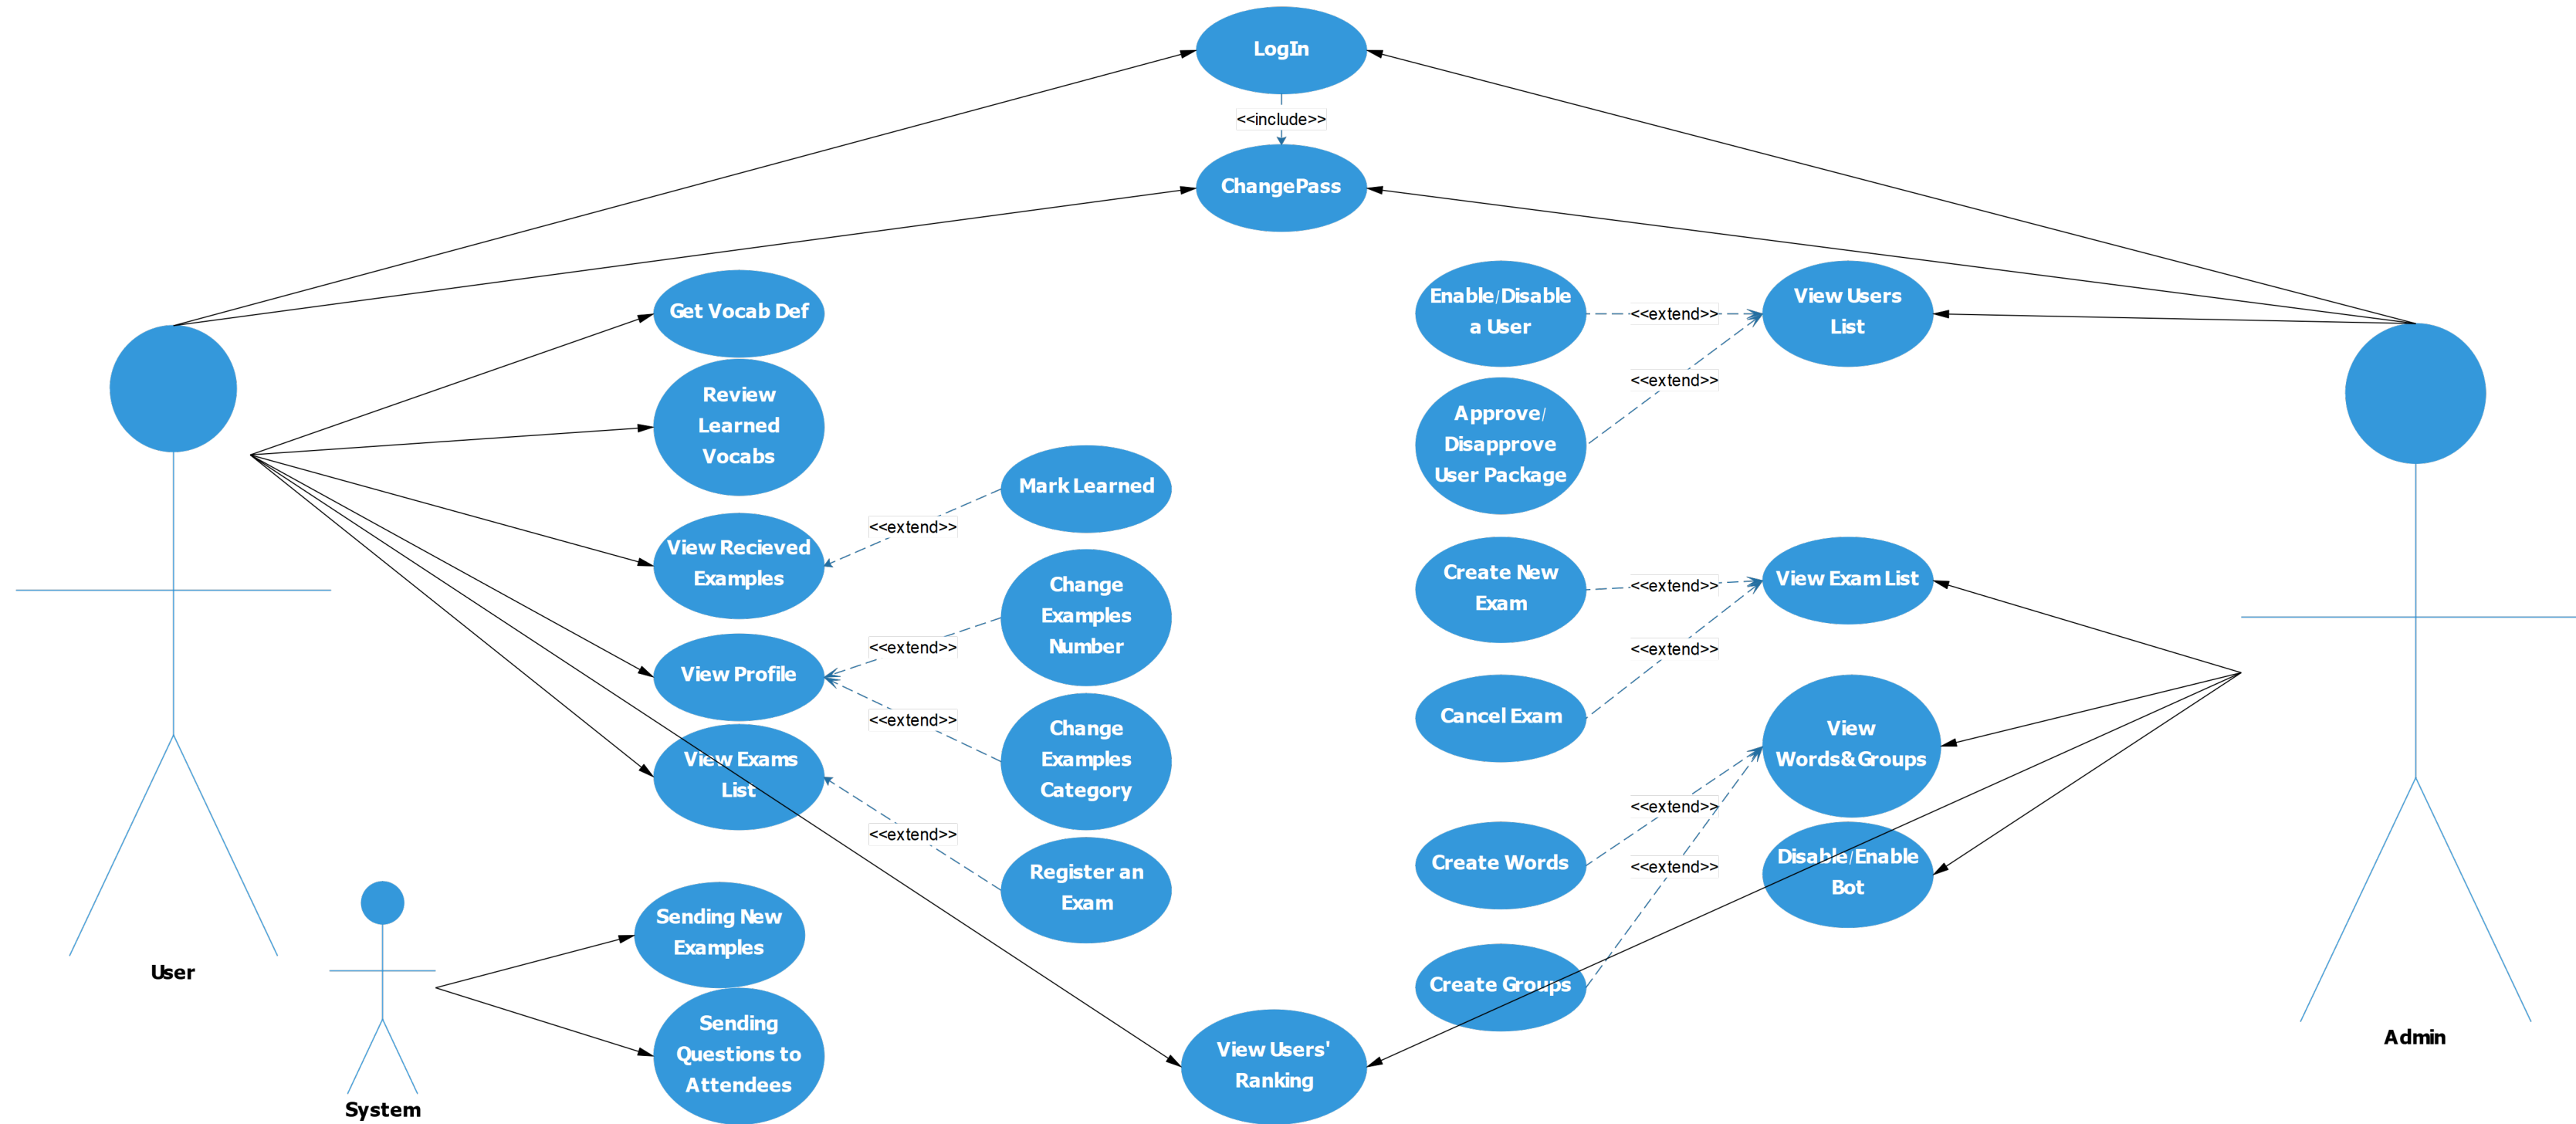 LogIn
<<include>>
ChangePass
Get Vocab Def
Review
Learned
Vocabs
View Recieved
Examples
<<extend>>
Mark Learned
View Profile
<<extend>>
Change
Examples
Number
<<extend>>
Change
Examples
Category
View Exams
List
<<extend>>
Register an
Exam
User
Sending New
Examples
Sending
Questions to
Attendees
System
View Users'
Ranking
Enable/Disable
a User
<<extend>>
View Users
List
Approve/
Disapprove
User Package
<<extend>>
Create New
Exam
<<extend>>
View Exam List
Cancel Exam
<<extend>>
View
Words&Groups
Create Words
<<extend>>
Create Groups
<<extend>>
Disable/Enable
Bot
Admin